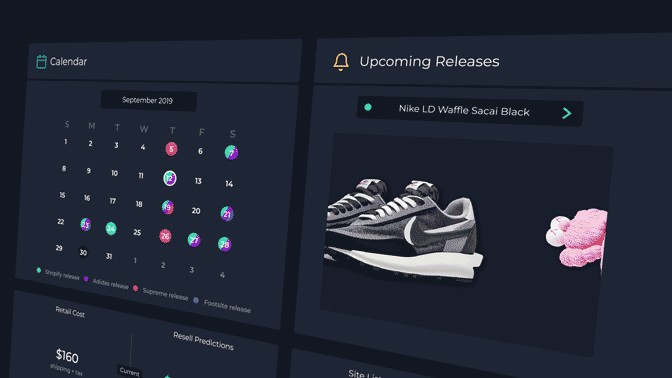 Calendar
September 2019
S M T W T F S
1 2 3 4 5 6 7
8 9 10 11 12 13 14
15 16 17 18 19 20 21
22 23 24 25 26 27 28
29 30 31 1 2 3 4
Shopify release Adidas release Supreme release Footsite release
Upcoming Releases
Nike LD Waffle Sacai Black
Retail Cost
$160
shipping + tax
Resell Predictions
Current